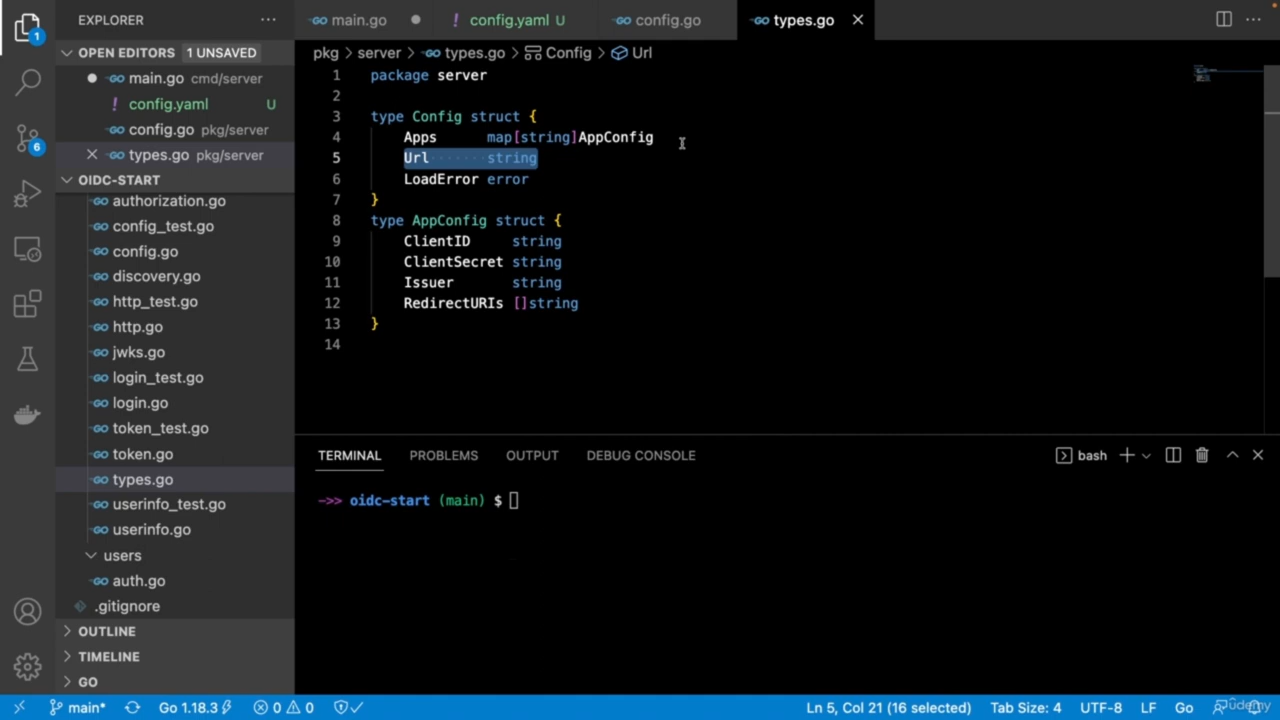 EXPLORER
main.go
config.yaml U
config.go
types.go
OPEN EDITORS 1 UNSAVED
main.go cmd/server
config.yaml U
config.go pkg/server
types.go pkg/server
OIDC-START
authorization.go
config_test.go
config.go
discovery.go
http_test.go
http.go
jwks.go
login_test.go
login.go
token_test.go
token.go
types.go
userinfo_test.go
userinfo.go
users
auth.go
.gitignore
OUTLINE
TIMELINE
GO
1
6
pkg > server > types.go > Config > Url
1 package server
2
3 type Config struct {
4 Apps map[string]AppConfig
5 Url string
6 LoadError error
7 }
8 type AppConfig struct {
9 ClientID string
10 ClientSecret string
11 Issuer string
12 RedirectURIs []string
13 }
14
TERMINAL PROBLEMS OUTPUT DEBUG CONSOLE bash
->> oidc-start (main) $
main* Go 1.18.3 0 0 Ln 5, Col 21 (16 selected) Tab Size: 4 UTF-8 LF Go
Udemy